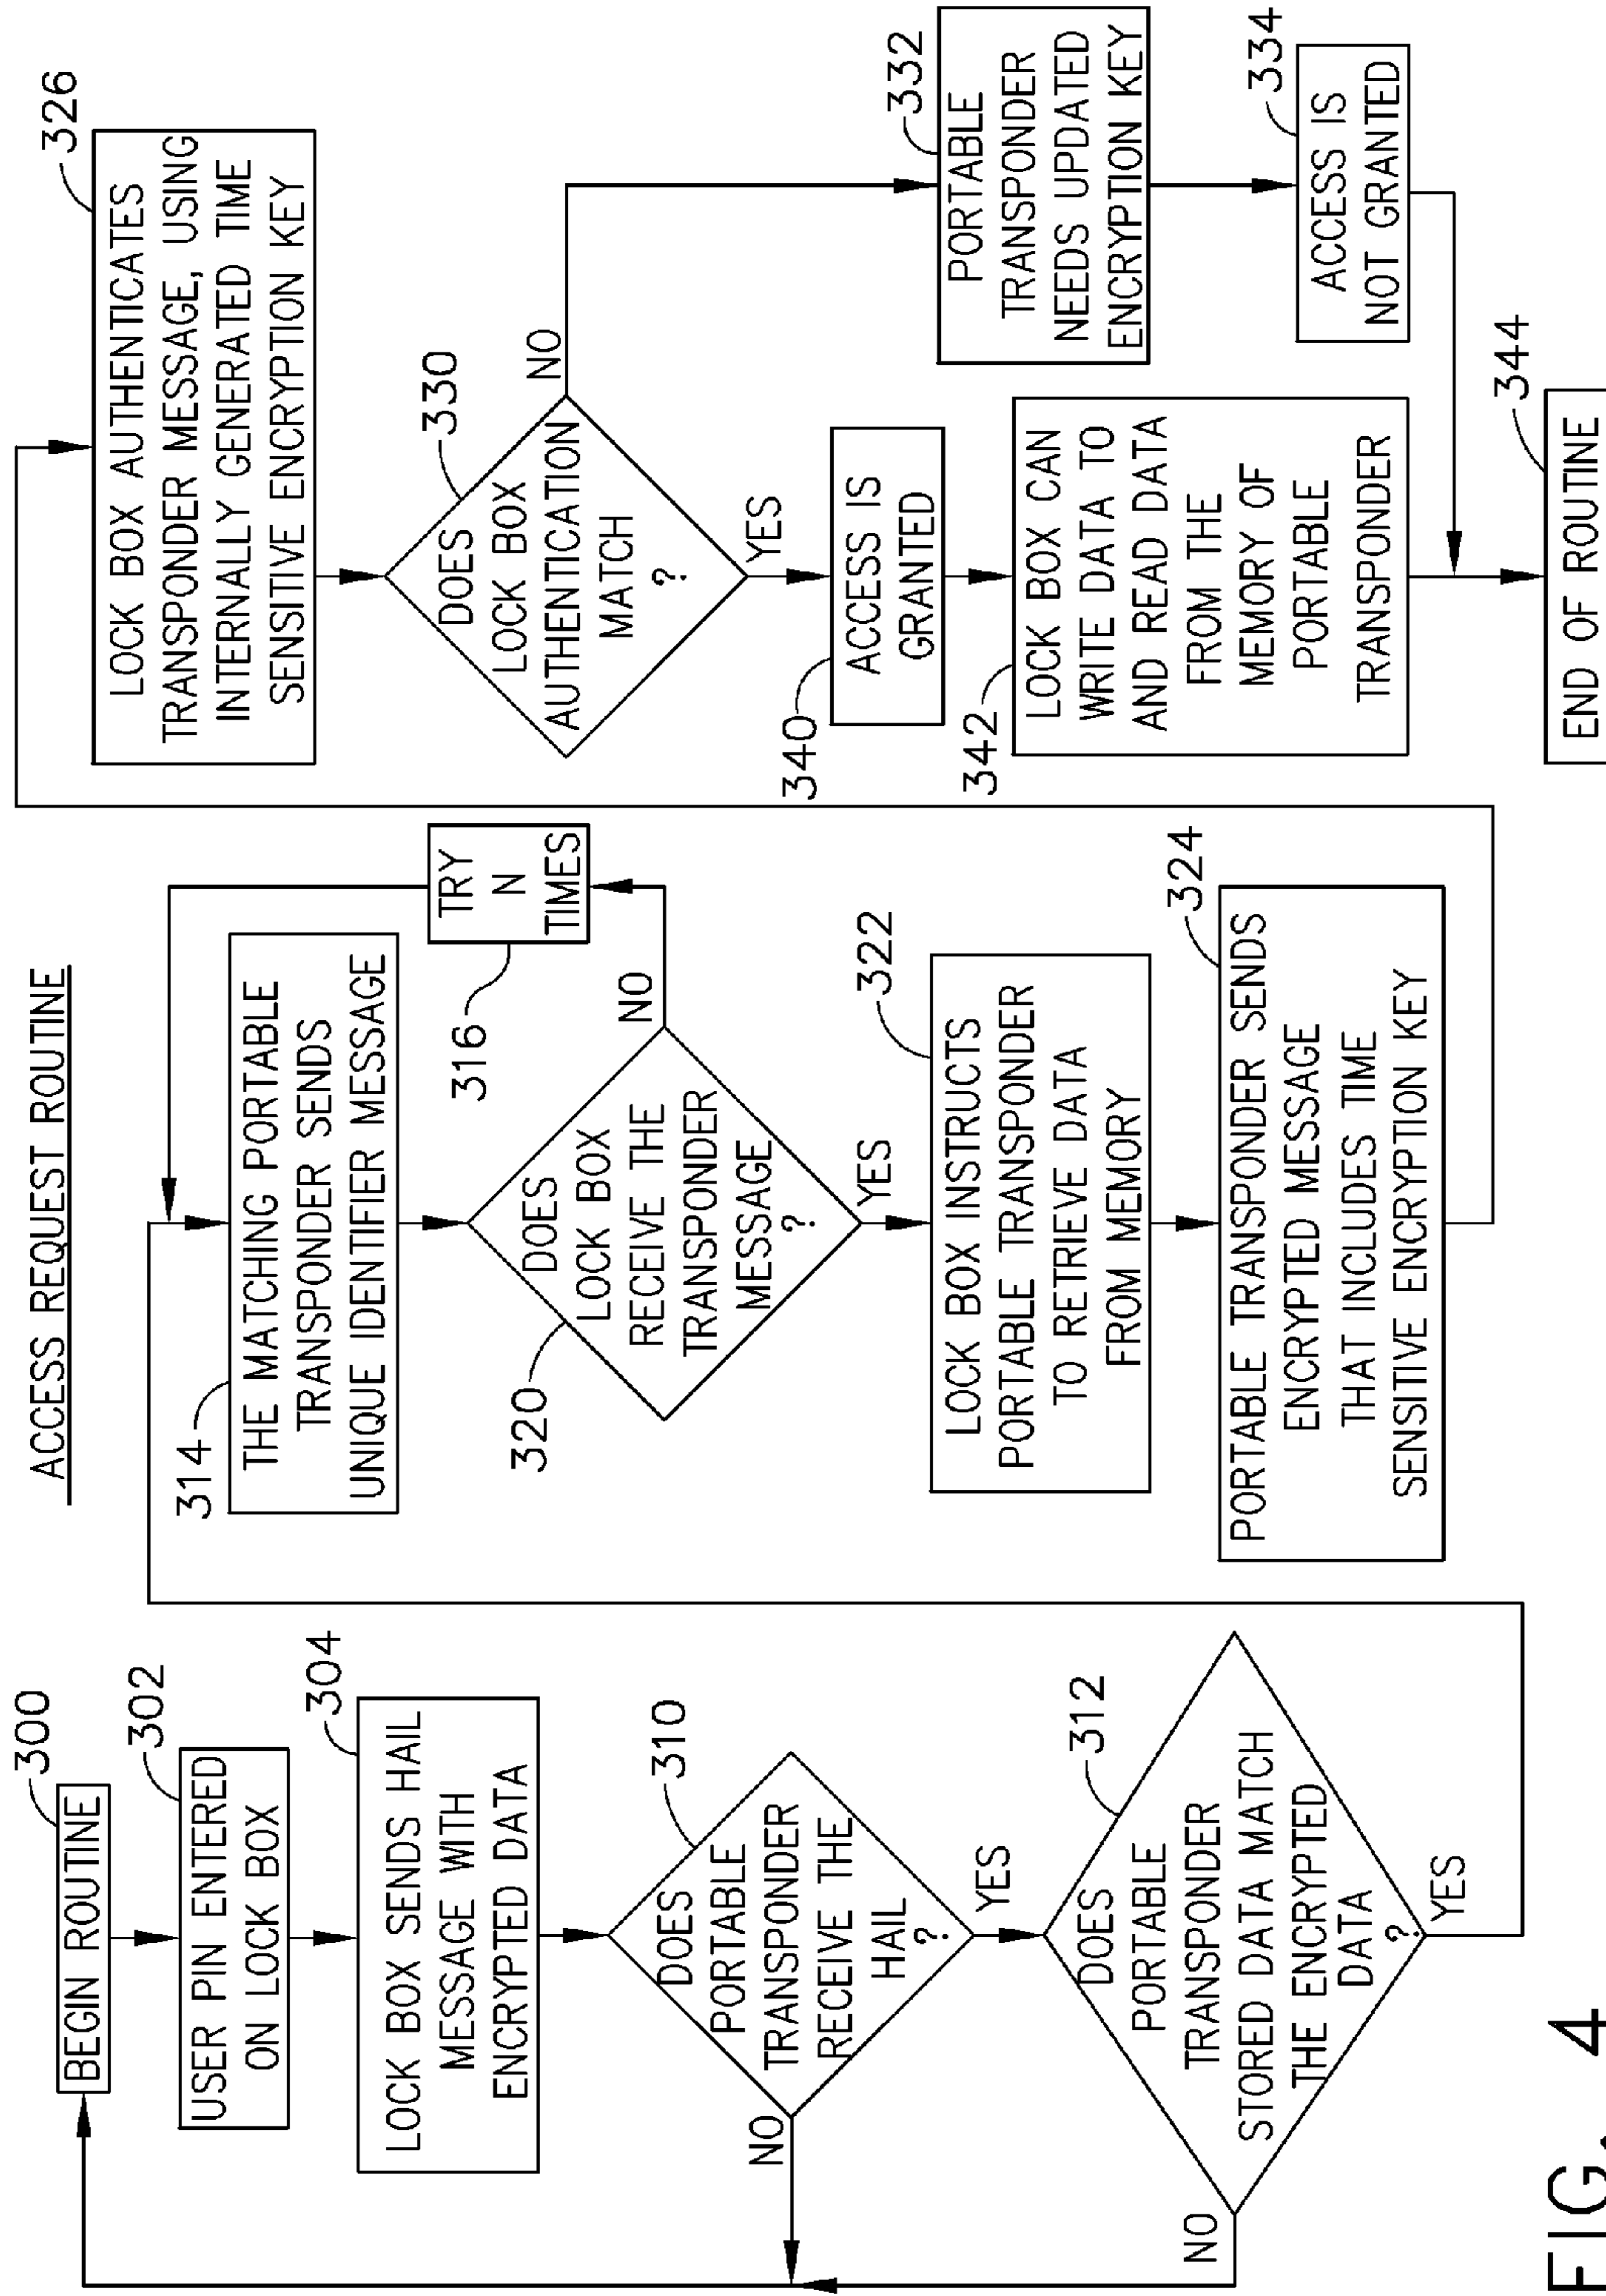 ACCESS REQUEST ROUTINE
300
BEGIN ROUTINE
302
USER PIN ENTERED
ON LOCK BOX
304
LOCK BOX SENDS HAIL
MESSAGE WITH
ENCRYPTED DATA
310
DOES
PORTABLE
TRANSPONDER
RECEIVE THE
HAIL
?
NO
YES
312
DOES
PORTABLE
TRANSPONDER
STORED DATA MATCH
THE ENCRYPTED
DATA
?
NO
YES
314
THE MATCHING PORTABLE
TRANSPONDER SENDS
UNIQUE IDENTIFIER MESSAGE
316
TRY
N
TIMES
320
DOES
LOCK BOX
RECEIVE THE
TRANSPONDER
MESSAGE
?
NO
YES
322
LOCK BOX INSTRUCTS
PORTABLE TRANSPONDER
TO RETRIEVE DATA
FROM MEMORY
324
PORTABLE TRANSPONDER SENDS
ENCRYPTED MESSAGE
THAT INCLUDES TIME
SENSITIVE ENCRYPTION KEY
326
LOCK BOX AUTHENTICATES
TRANSPONDER MESSAGE, USING
INTERNALLY GENERATED TIME
SENSITIVE ENCRYPTION KEY
330
DOES
LOCK BOX
AUTHENTICATION
MATCH
?
NO
YES
332
PORTABLE
TRANSPONDER
NEEDS UPDATED
ENCRYPTION KEY
334
ACCESS IS
NOT GRANTED
340
ACCESS IS
GRANTED
342
LOCK BOX CAN
WRITE DATA TO
AND READ DATA
FROM THE
MEMORY OF
PORTABLE
TRANSPONDER
344
END OF ROUTINE
FIG. 4